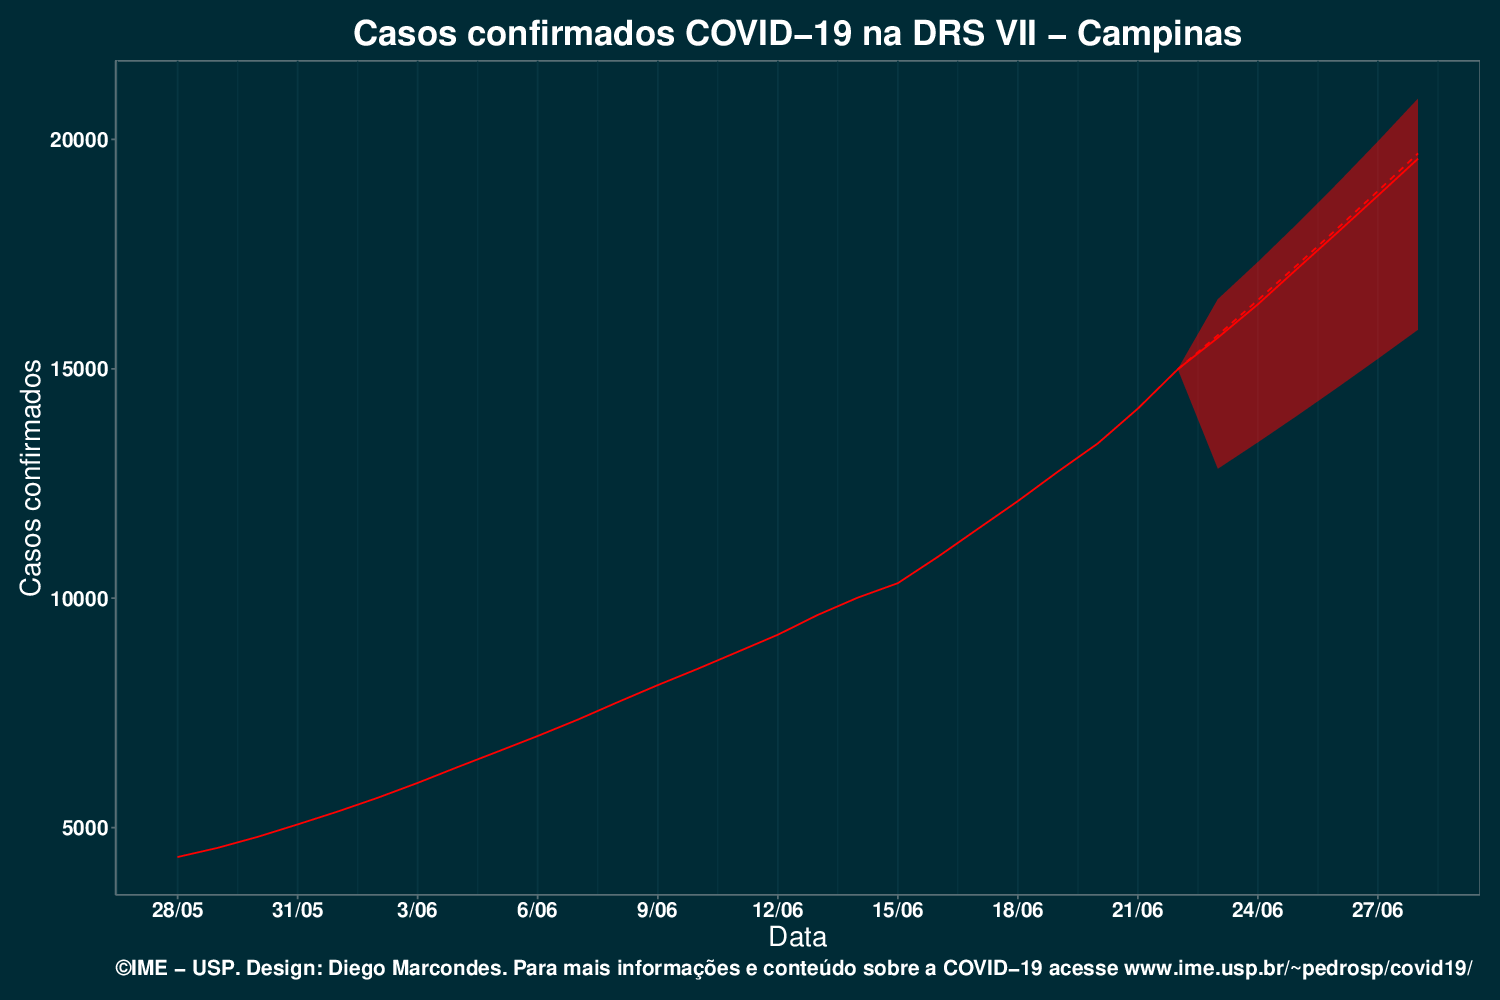 Casos confirmados COVID−19 na DRS VII − Campinas
Casos confirmados
20000
15000
10000
5000
28/05 31/05 3/06 6/06 9/06 12/06 15/06 18/06 21/06 24/06 27/06
Data
©IME − USP. Design: Diego Marcondes. Para mais informações e conteúdo sobre a COVID−19 acesse www.ime.usp.br/~pedrosp/covid19/